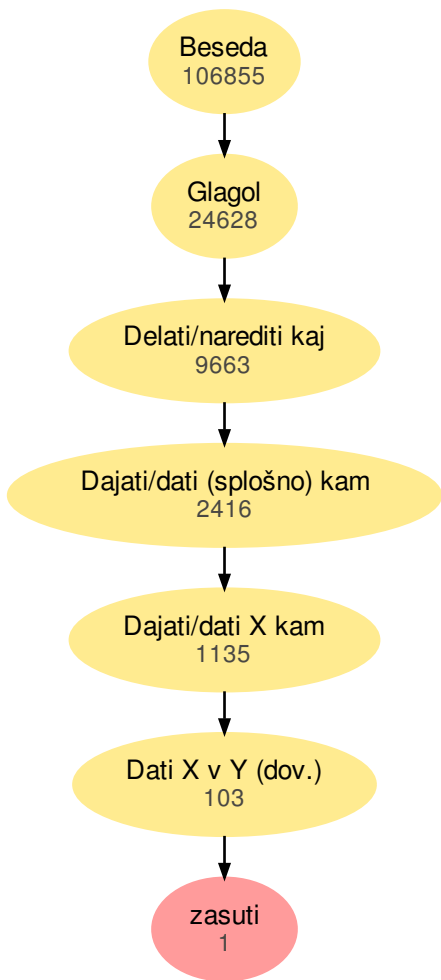 Beseda
106855
Glagol
24628
Delati/narediti kaj
9663
Dajati/dati (splošno) kam
2416
Dajati/dati X kam
1135
Dati X v Y (dov.)
103
zasuti
1